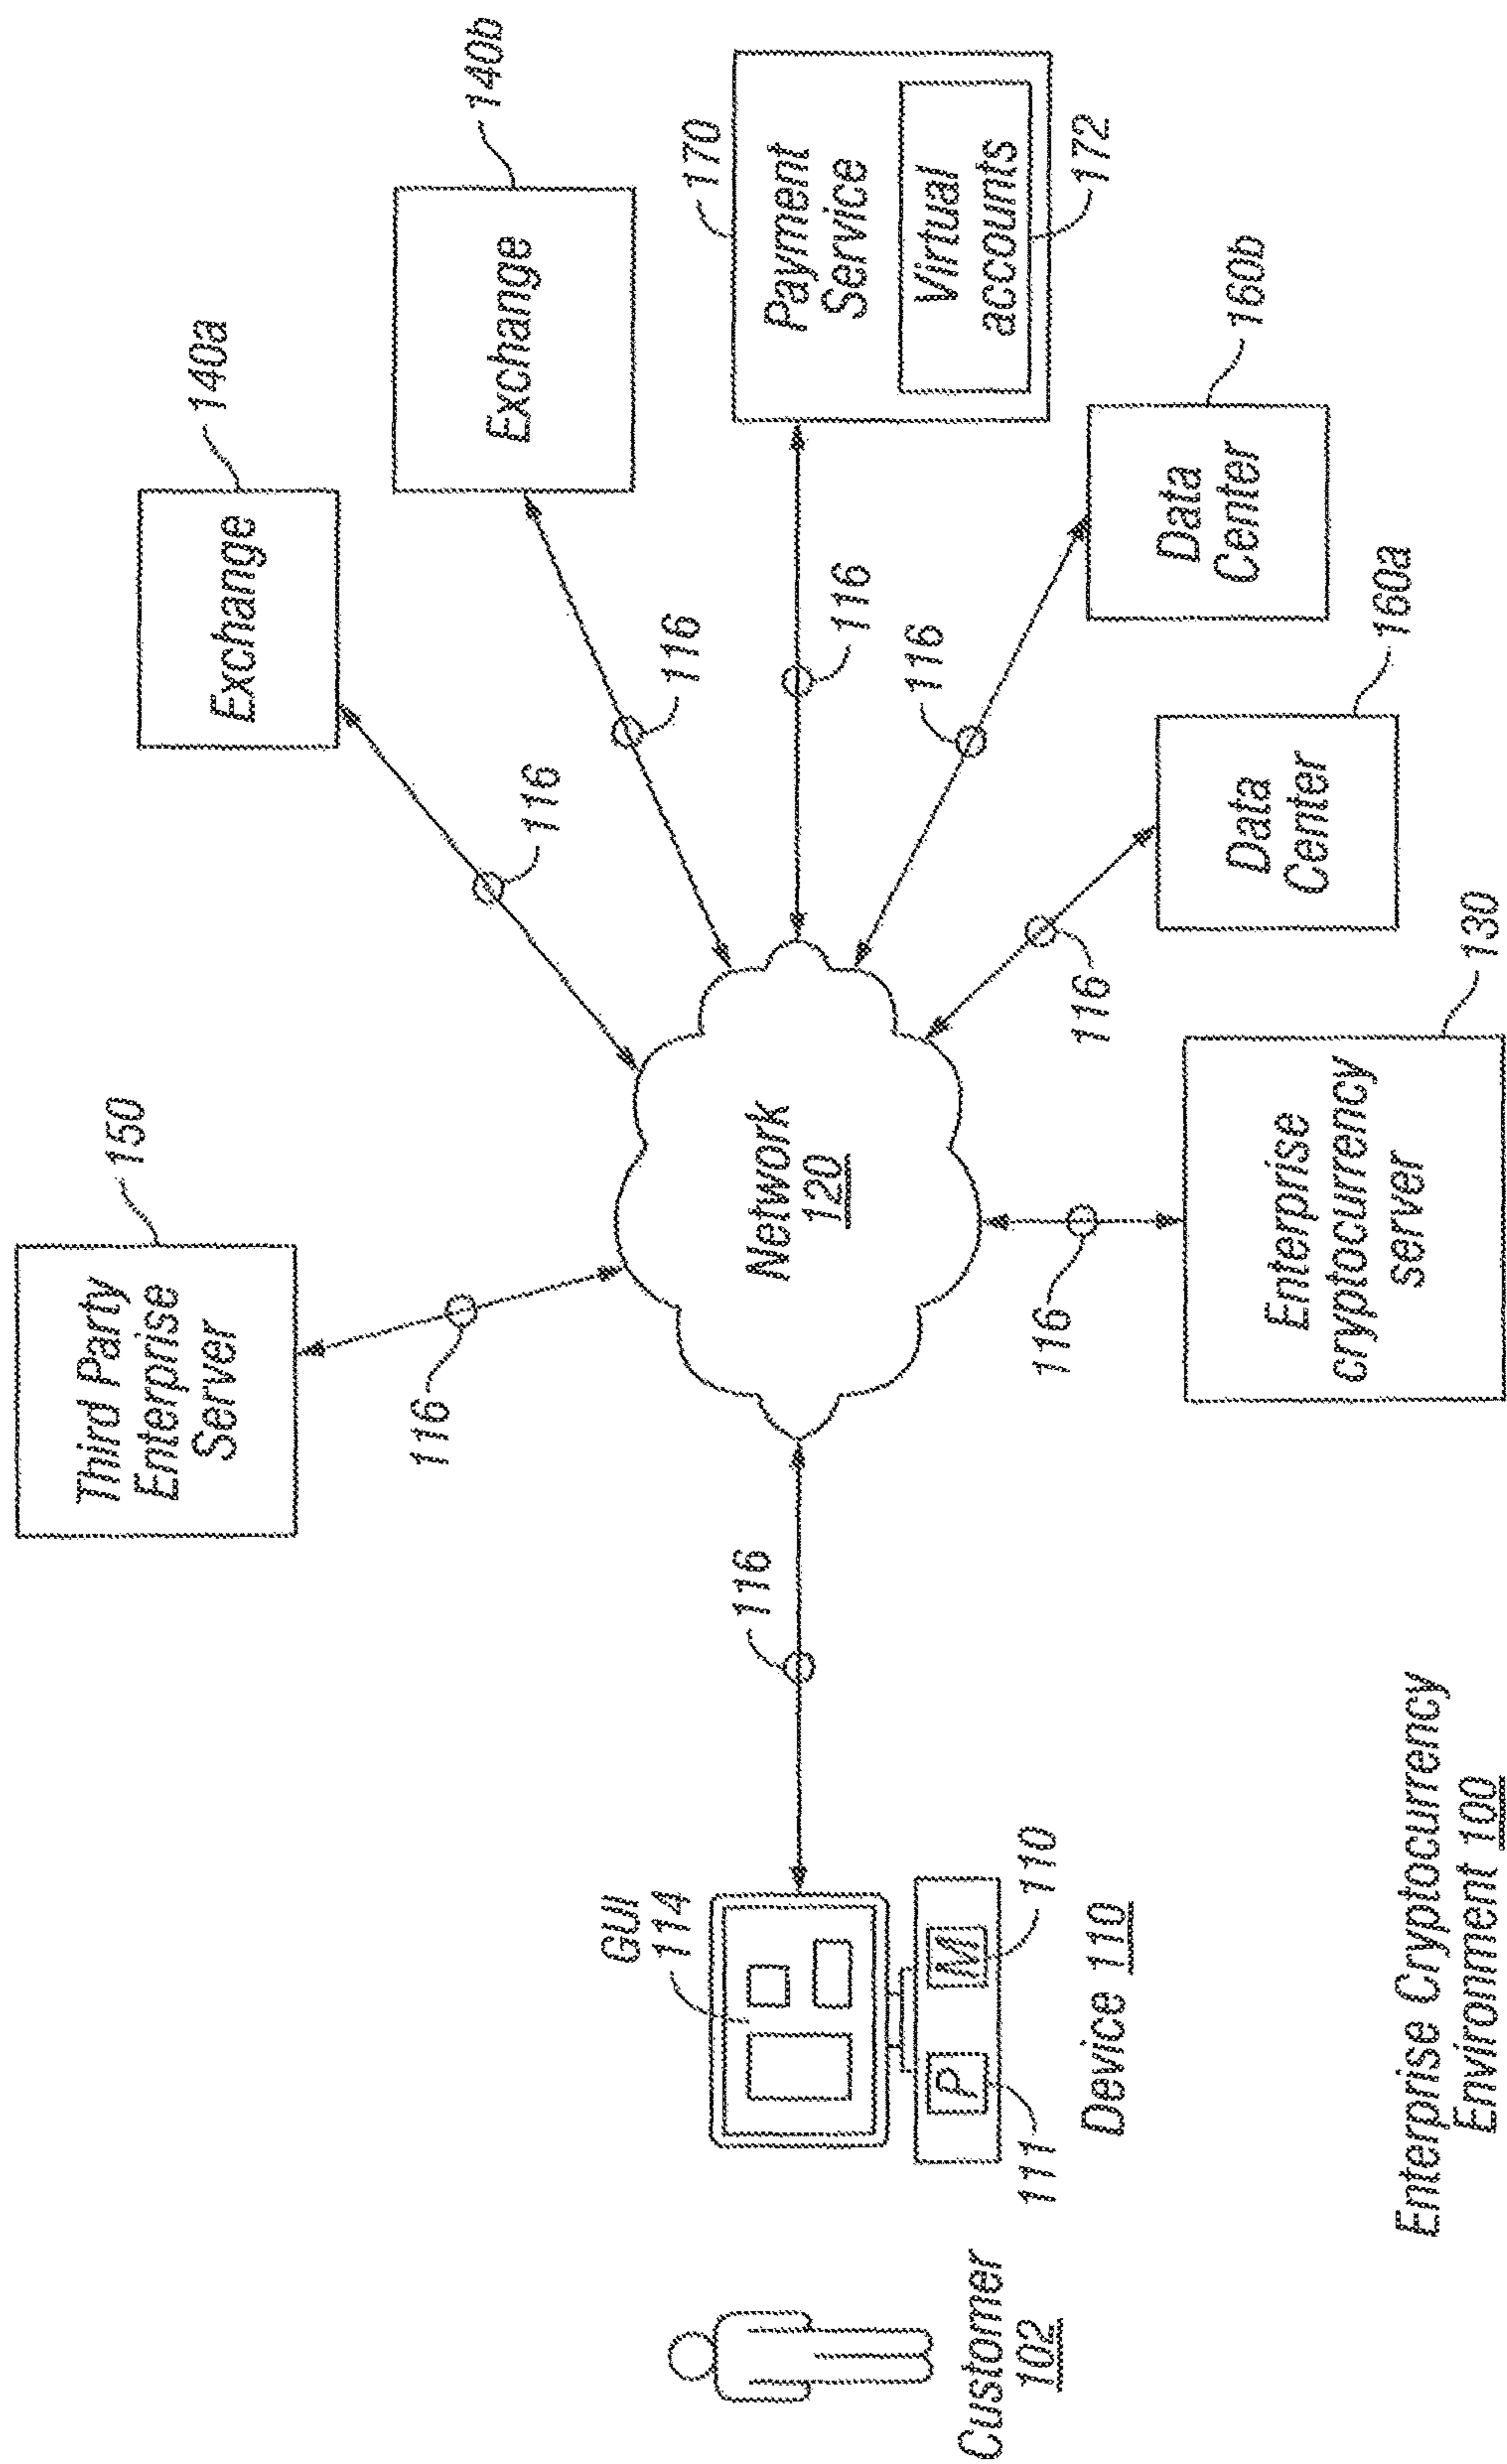 Third Party
Enterprise
Server
150
140a
Exchange
140b
Exchange
116
116
116
116
GUI
114
116
Network
120
170
Payment
Service
Virtual
accounts
172
116
116
Customer
102
P
M
111
110
Device 110
116
116
Data
Center
160b
Data
Center
160a
Enterprise
cryptocurrency
server
130
Enterprise Cryptocurrency
Environment 100